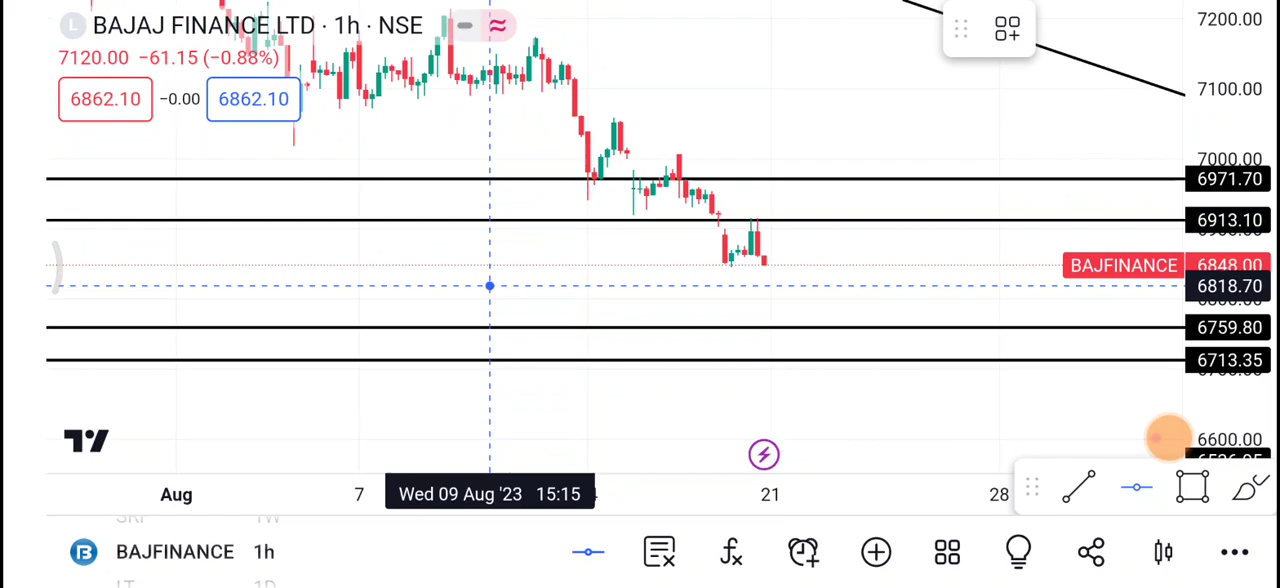 L BAJAJ FINANCE LTD · 1h · NSE
7120.00 −61.15 (−0.88%)
6862.10 −0.00 6862.10
7200.00
7100.00
7000.00
6971.70
6913.10
BAJFINANCE 6848.00
6818.70
6759.80
6713.35
6600.00
Aug 7 Wed 09 Aug '23 15:15 21 28
BAJFINANCE 1h